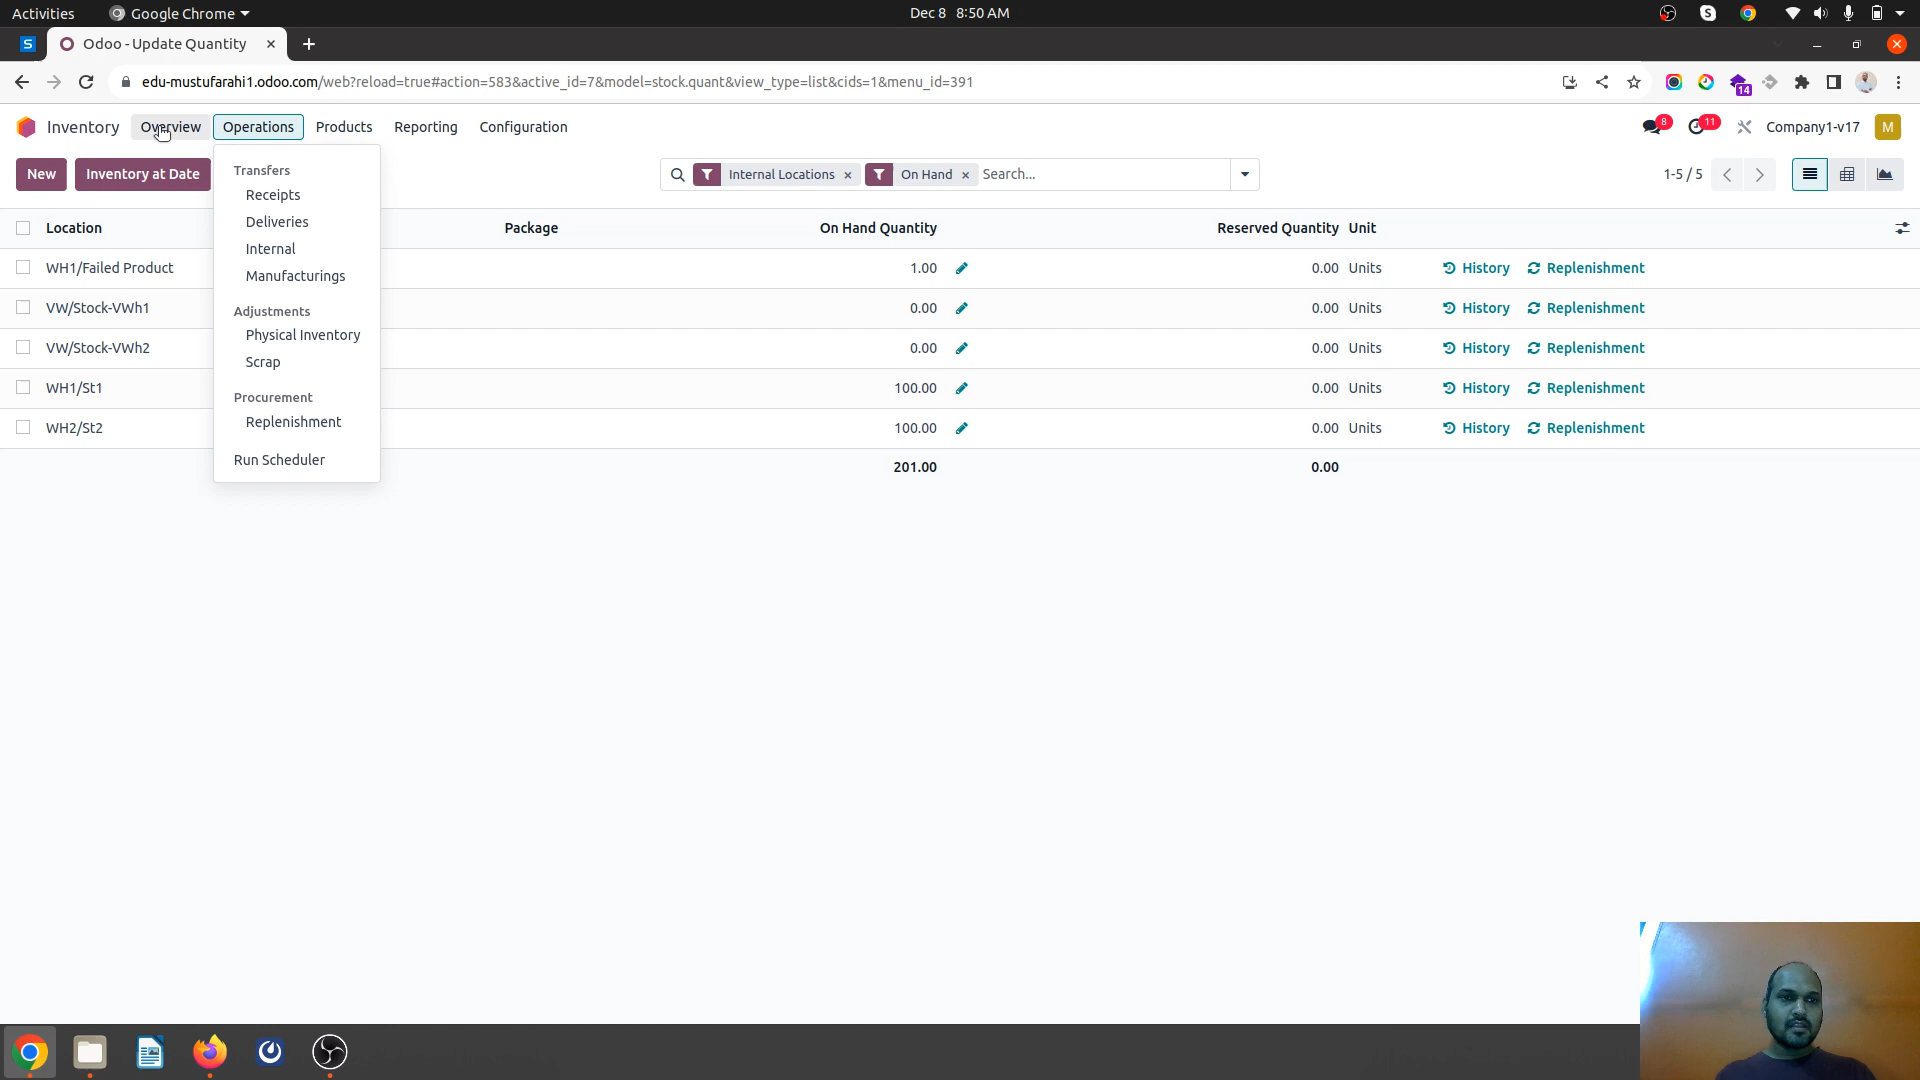 Activities Google Chrome Dec 8 8:50 AM
S Odoo - Update Quantity
edu-mustufarahi1.odoo.com/web?reload=true#action=583&active_id=7&model=stock.quant&view_type=list&cids=1&menu_id=391 14
Inventory Overview Operations Products Reporting Configuration 8 11 Company1-v17 M
New Inventory at Date Internal Locations × On Hand × Search... 1-5 / 5
Transfers
Receipts
Deliveries
Internal
Manufacturings
Adjustments
Physical Inventory
Scrap
Procurement
Replenishment
Run Scheduler
Location Package On Hand Quantity Reserved Quantity Unit
WH1/Failed Product 1.00 0.00 Units History Replenishment
VW/Stock-VWh1 0.00 0.00 Units History Replenishment
VW/Stock-VWh2 0.00 0.00 Units History Replenishment
WH1/St1 100.00 0.00 Units History Replenishment
WH2/St2 100.00 0.00 Units History Replenishment
201.00 0.00